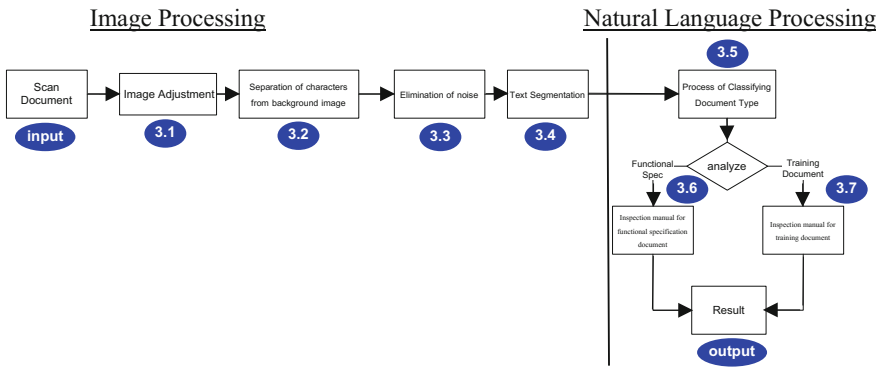 Image Processing
Natural Language Processing
3.5
Scan
Document
Image Adjustment
Separation of characters
from background image
Elimination of noise
Text Segmentation
Process of Classifying
Document Type
input
3.1
3.2
3.3
3.4
analyze
Functional
Spec
Training
Document
3.6
3.7
Inspection manual for
functional specification
document
Inspection manual for
training document
Result
output